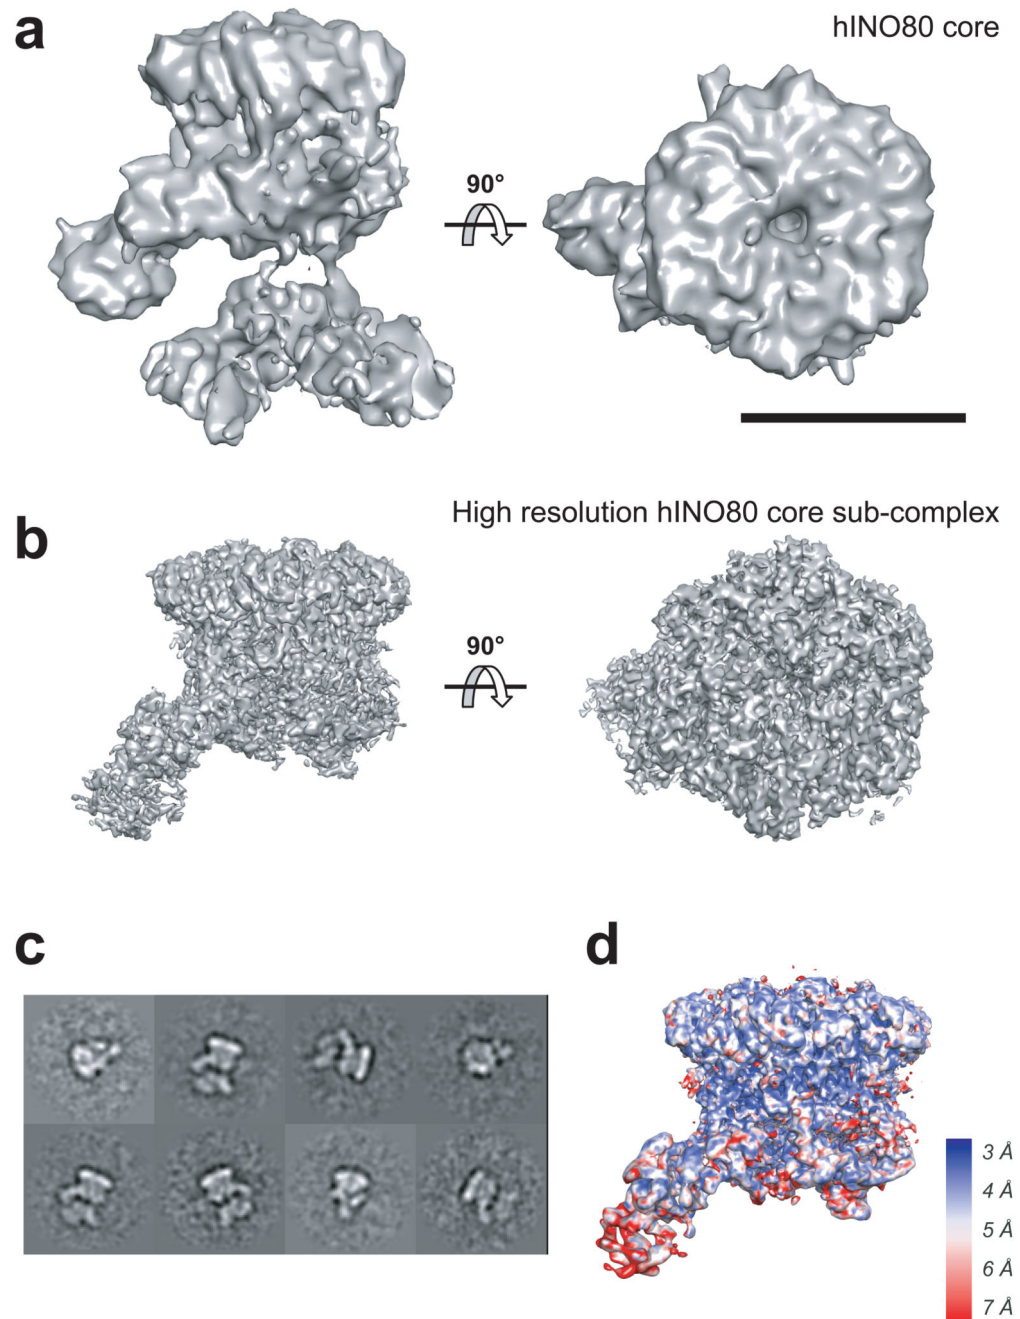 a
hINO80 core
90°
High resolution hINO80 core sub-complex
b
90°
c
d
3 Å
4 Å
5 Å
6 Å
7 Å